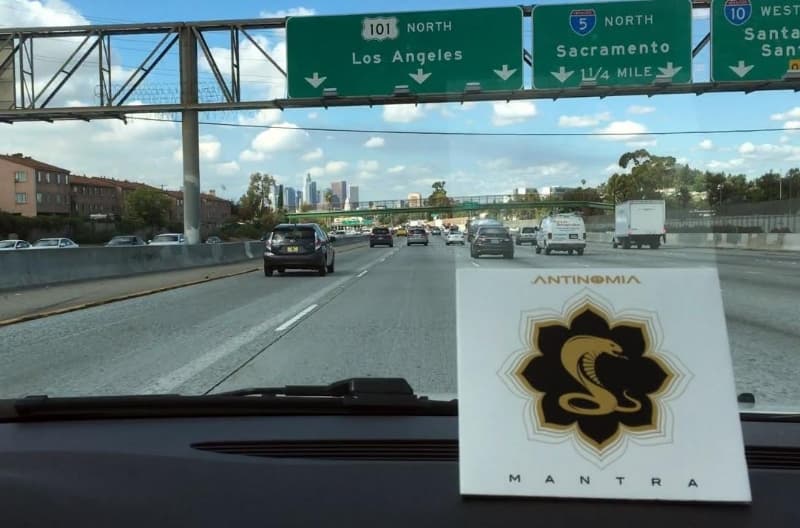 101 NORTH
Los Angeles
5 NORTH
Sacramento
1 1/4 MILE
10 WEST
Santa
ANTINOMIA
MANTRA